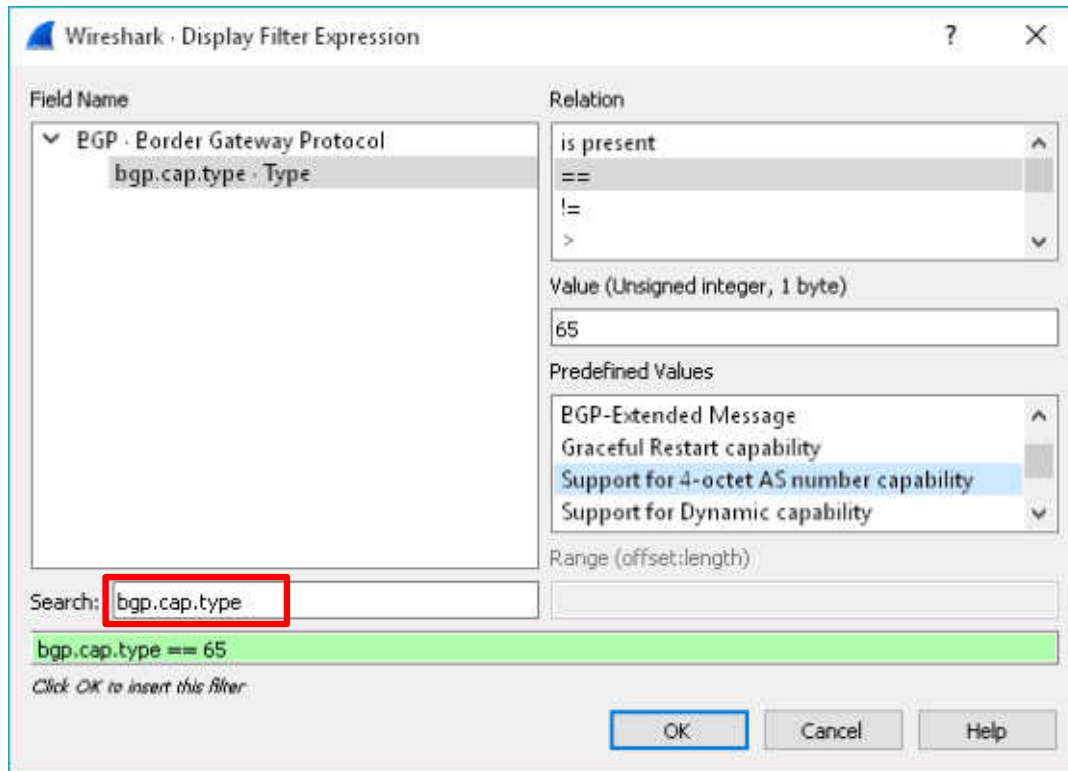 Wireshark · Display Filter Expression
?
Field Name
BGP · Border Gateway Protocol
bgp.cap.type · Type
Relation
is present
==
!=
>
Value (Unsigned integer, 1 byte)
65
Predefined Values
BGP-Extended Message
Graceful Restart capability
Support for 4-octet AS number capability
Support for Dynamic capability
Range (offset:length)
Search: bgp.cap.type
bgp.cap.type == 65
Click OK to insert this filter
OK Cancel Help